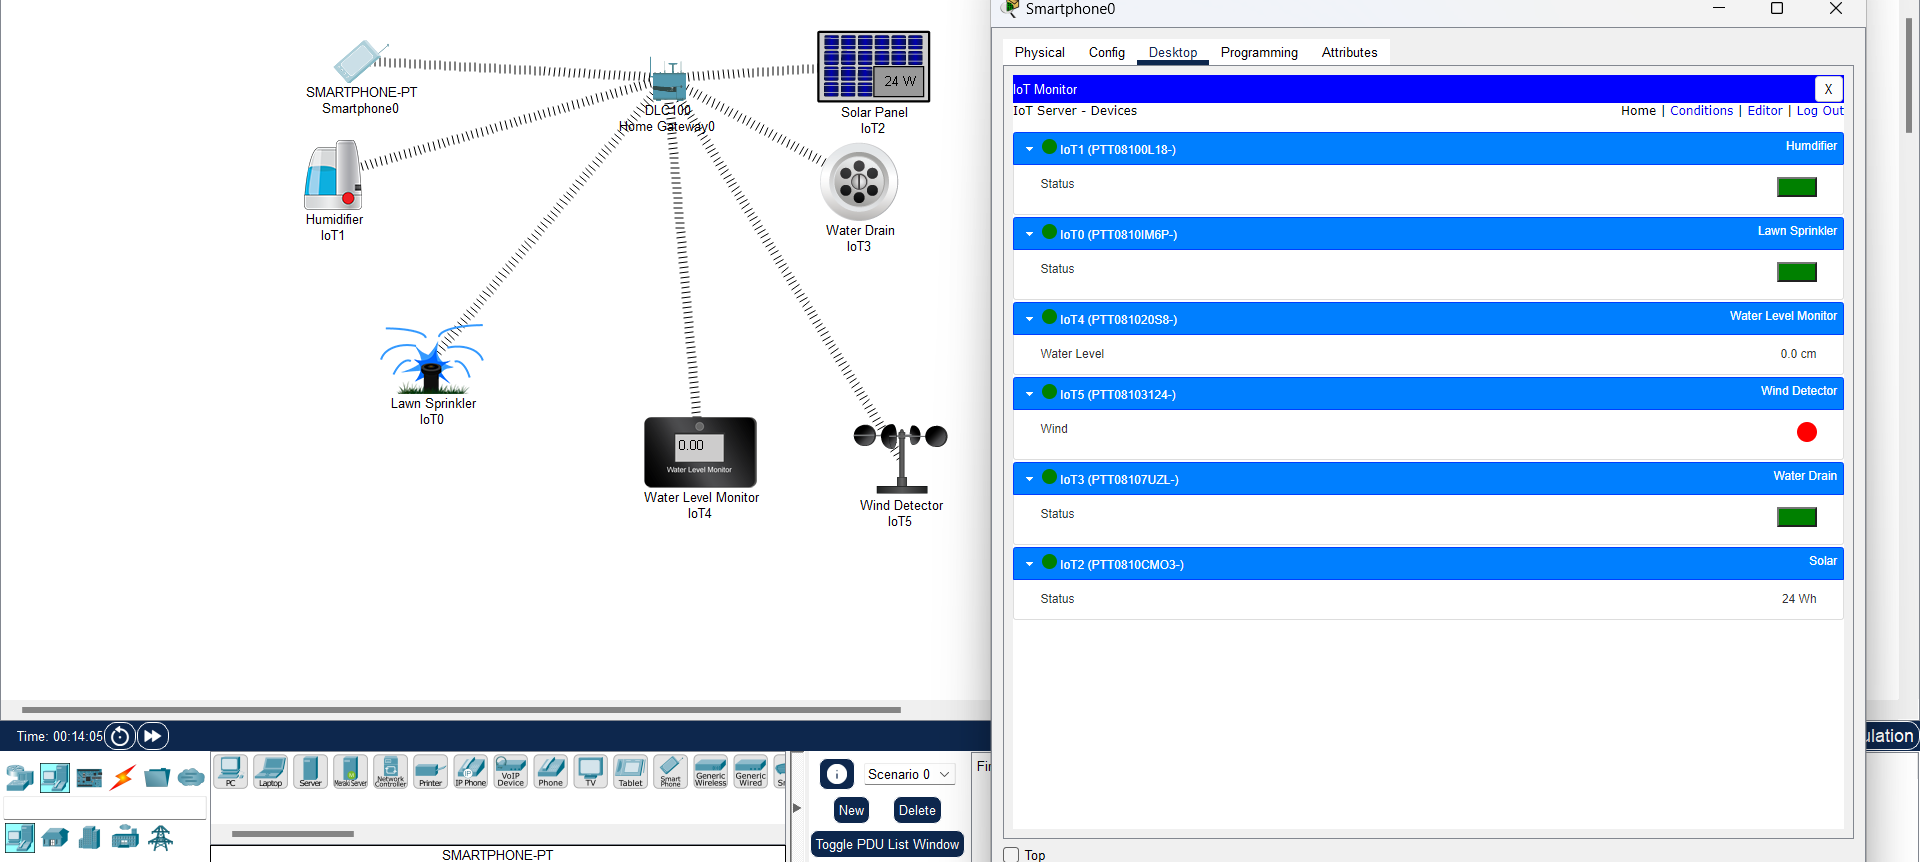 SMARTPHONE-PT
Smartphone0
DLC100
Home Gateway0
24 W
Solar Panel
IoT2
Humidifier
IoT1
Water Drain
IoT3
Lawn Sprinkler
IoT0
0.00
Water Level Monitor
Water Level Monitor
IoT4
Wind Detector
IoT5
Time: 00:14:05
PC
Laptop
Server
Meraki Server
Network Controller
Printer
IP Phone
VoIP Device
Phone
TV
Tablet
Smart Phone
Generic Wireless
Generic Wired
SMARTPHONE-PT
Scenario 0
New
Delete
Toggle PDU List Window
Fir
ulation
Smartphone0
Physical
Config
Desktop
Programming
Attributes
IoT Monitor
X
IoT Server - Devices
Home | Conditions | Editor | Log Out
IoT1 (PTT08100L18-)
Humdifier
Status
IoT0 (PTT0810IM6P-)
Lawn Sprinkler
Status
IoT4 (PTT081020S8-)
Water Level Monitor
Water Level
0.0 cm
IoT5 (PTT08103124-)
Wind Detector
Wind
IoT3 (PTT08107UZL-)
Water Drain
Status
IoT2 (PTT0810CMO3-)
Solar
Status
24 Wh
Top